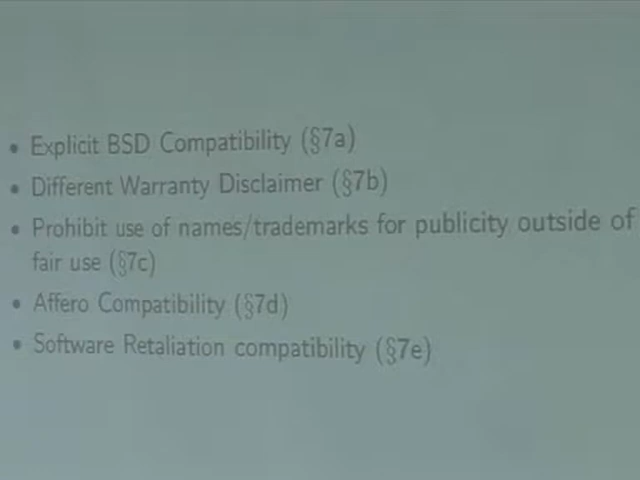 • Explicit BSD Compatibility (§7a)
• Different Warranty Disclaimer (§7b)
• Prohibit use of names/trademarks for publicity outside of
fair use (§7c)
• Affero Compatibility (§7d)
• Software Retaliation compatibility (§7e)